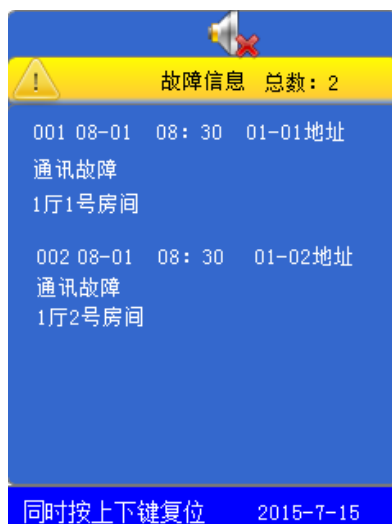 故障信息 总数：2
001 08-01 08：30 01-01地址
通讯故障
1厅1号房间
002 08-01 08：30 01-02地址
通讯故障
1厅2号房间
同时按上下键复位 2015-7-15